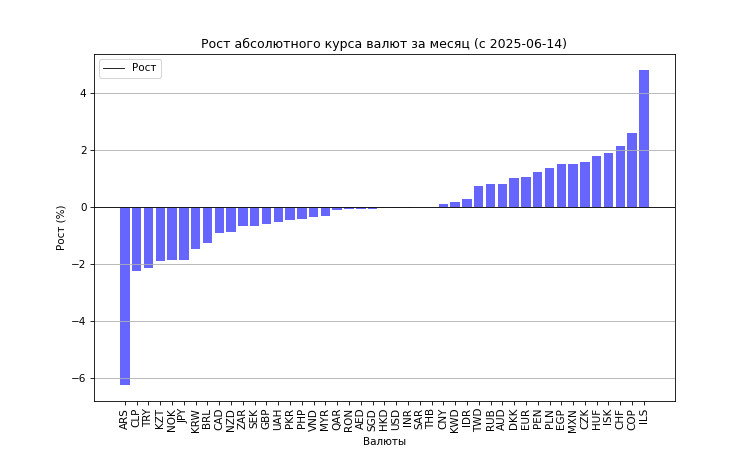 Рост абсолютного курса валют за месяц (с 2025-06-14)
Рост
4
2
0
−2
−4
−6
Рост (%)
ARS CLP TRY KZT NOK JPY KRW BRL CAD NZD ZAR SEK GBP UAH PKR PHP VND MYR QAR RON AED SGD HKD USD INR SAR THB CNY KWD IDR TWD RUB AUD DKK EUR PEN PLN EGP MXN CZK HUF ISK CHF COP ILS
Валюты